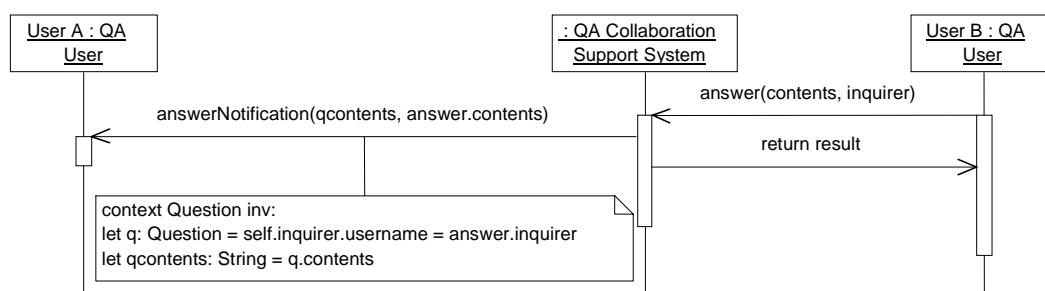 User A : QA
User
: QA Collaboration
Support System
User B : QA
User
answer(contents, inquirer)
answerNotification(qcontents, answer.contents)
return result
context Question inv:
let q: Question = self.inquirer.username = answer.inquirer
let qcontents: String = q.contents